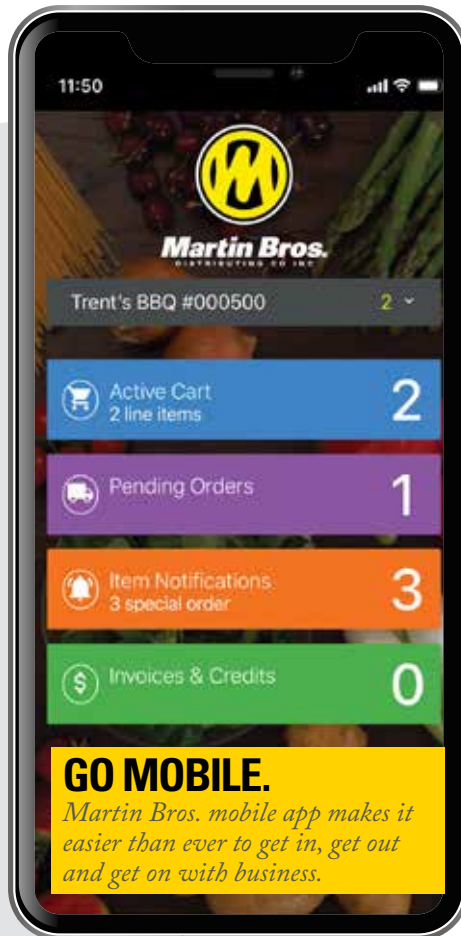 11:50
Martin Bros.
DISTRIBUTING CO INC
Trent's BBQ #000500 2
Active Cart 2
2 line items
Pending Orders 1
Item Notifications 3
3 special order
$ Invoices & Credits 0
GO MOBILE.
Martin Bros. mobile app makes it
easier than ever to get in, get out
and get on with business.